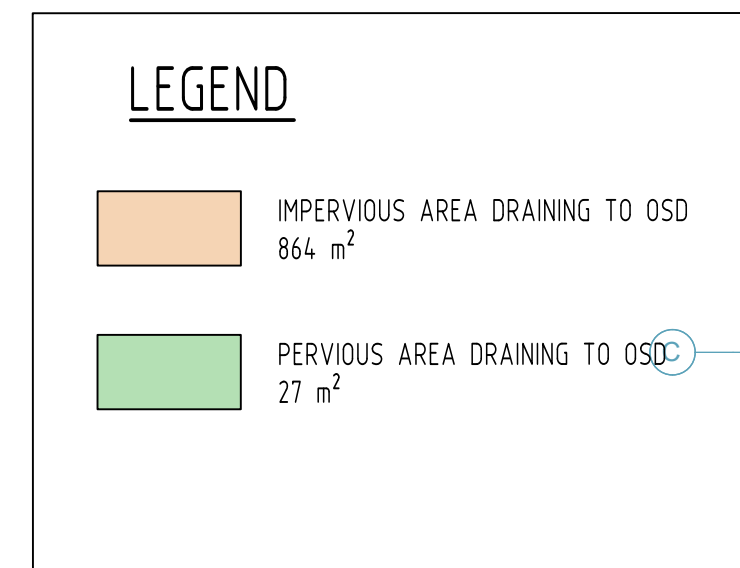 LEGEND
IMPERVIOUS AREA DRAINING TO OSD
864 m²
PERVIOUS AREA DRAINING TO OSD
C
27 m²